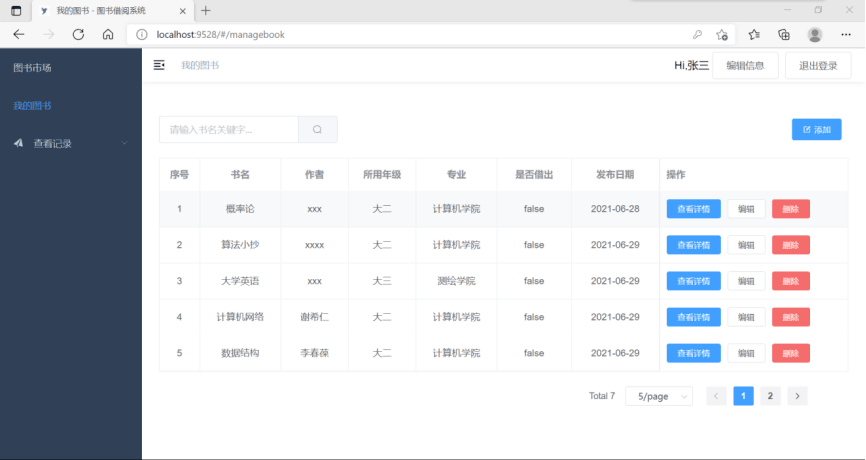 我的图书 - 图书借阅系统
localhost:9528/#/managebook
图书市场
我的图书
查看记录
我的图书
Hi,张三
编辑信息
退出登录
请输入书名关键字...
添加
序号 书名 作者 所用年级 专业 是否借出 发布日期 操作
1 概率论 xxx 大二 计算机学院 false 2021-06-28 查看详情 编辑 删除
2 算法小抄 xxxx 大二 计算机学院 false 2021-06-29 查看详情 编辑 删除
3 大学英语 xxx 大三 测绘学院 false 2021-06-29 查看详情 编辑 删除
4 计算机网络 谢希仁 大二 计算机学院 false 2021-06-29 查看详情 编辑 删除
5 数据结构 李春葆 大二 计算机学院 false 2021-06-29 查看详情 编辑 删除
Total 7 5/page 1 2